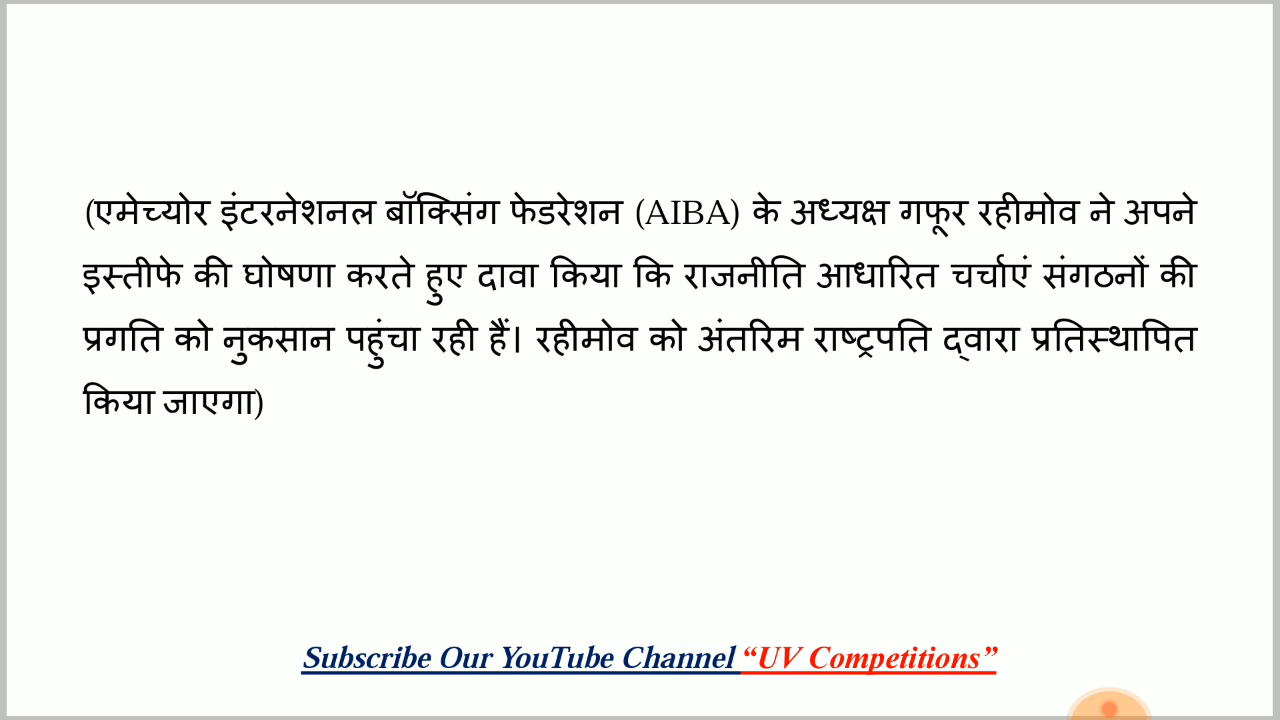 (एमेच्योर इंटरनेशनल बॉक्सिंग फेडरेशन (AIBA) के अध्यक्ष गफूर रहीमोव ने अपने
इस्तीफे की घोषणा करते हुए दावा किया कि राजनीति आधारित चर्चाएं संगठनों की
प्रगति को नुकसान पहुंचा रही हैं। रहीमोव को अंतरिम राष्ट्रपति द्वारा प्रतिस्थापित
किया जाएगा)
Subscribe Our YouTube Channel “UV Competitions”